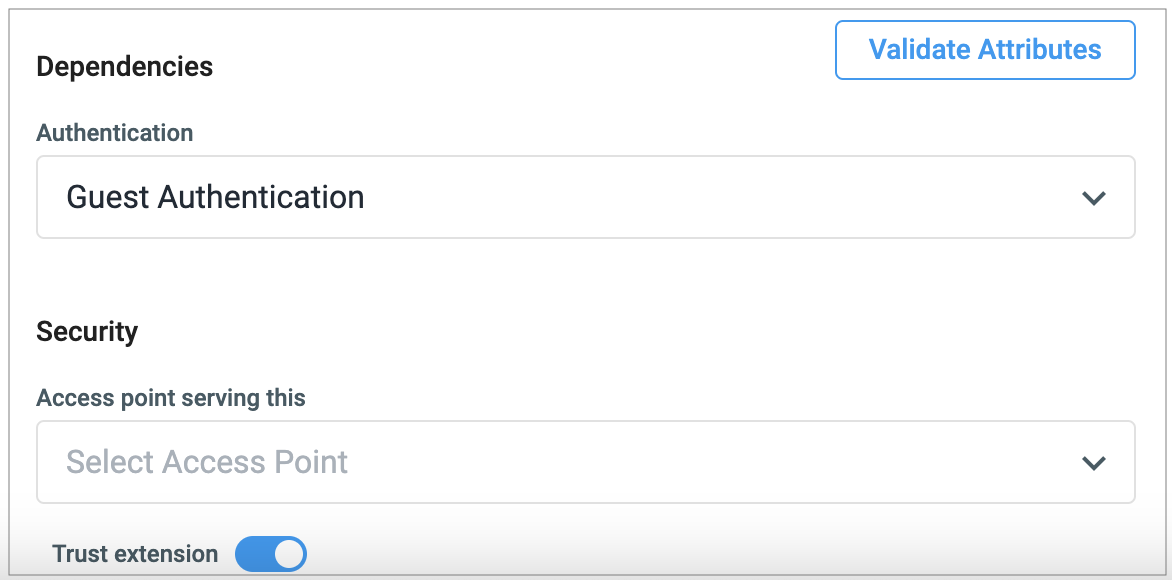 Validate Attributes
Dependencies
Authentication
Guest Authentication
Security
Access point serving this
Select Access Point
Trust extension